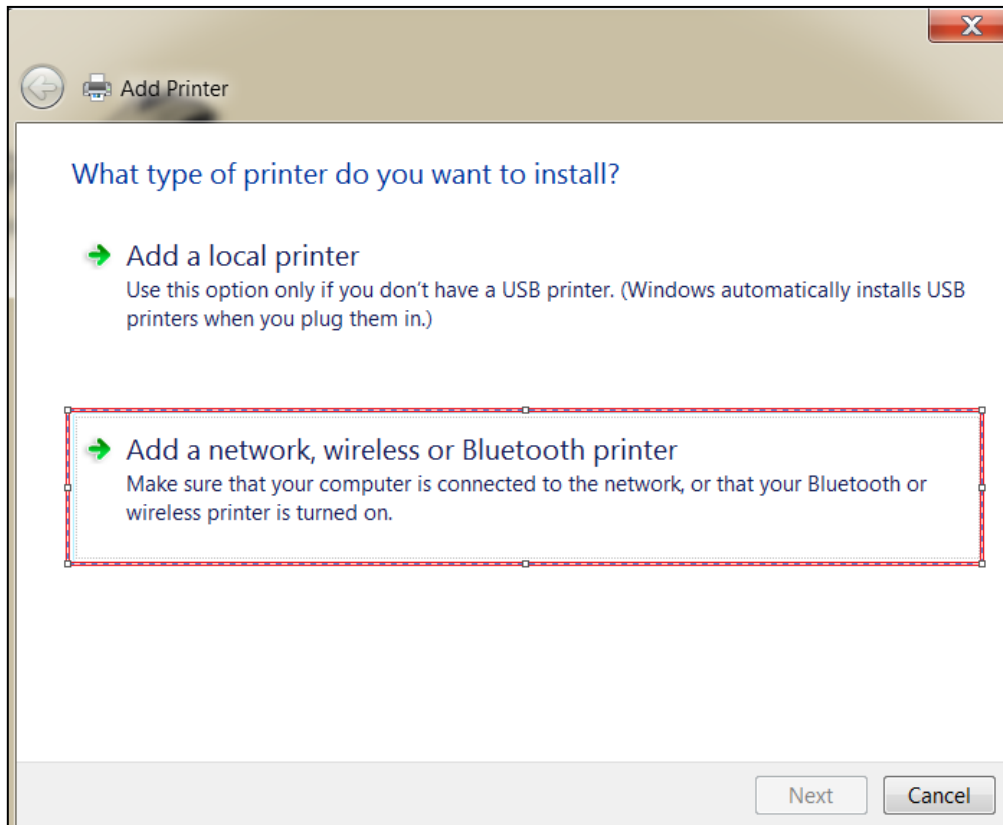 Add Printer
What type of printer do you want to install?
Add a local printer
Use this option only if you don't have a USB printer. (Windows automatically installs USB
printers when you plug them in.)
Add a network, wireless or Bluetooth printer
Make sure that your computer is connected to the network, or that your Bluetooth or
wireless printer is turned on.
Next
Cancel